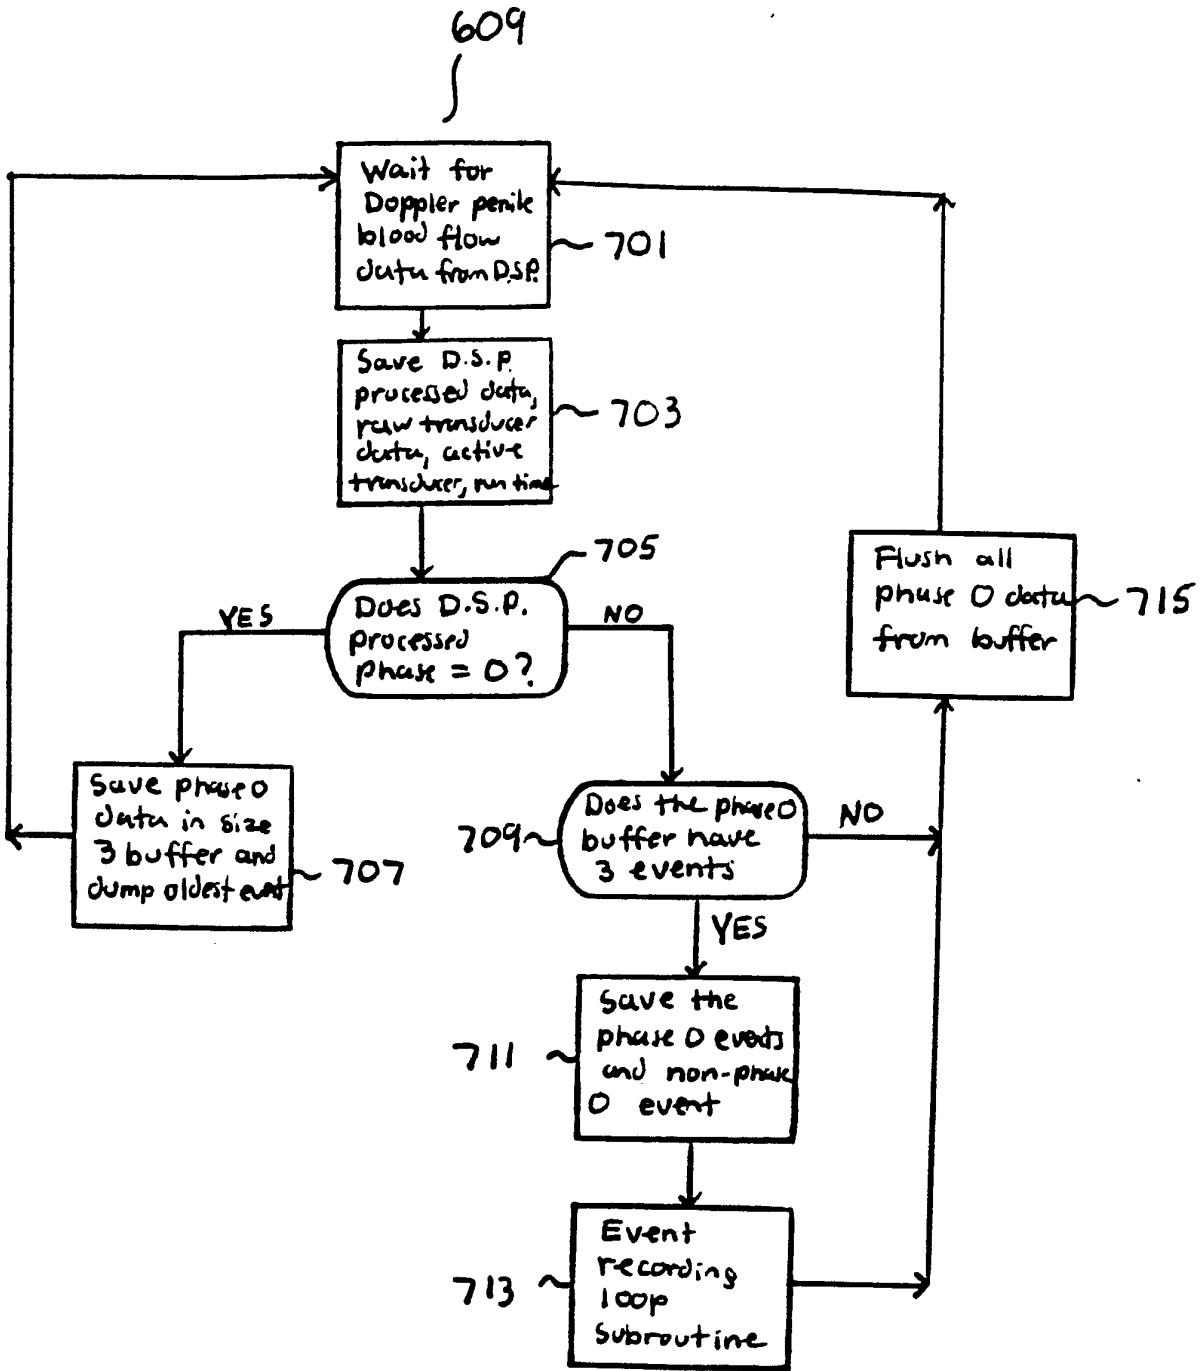 609
Wait for
Doppler penile
blood flow
data from D.S.P.
701
Save D.S.P.
processed data,
raw transducer
data, active
transducer, run time
703
705
Does D.S.P.
processed
phase = 0?
YES
NO
Flush all
phase 0 data
from buffer
715
Save phase 0
data in size
3 buffer and
dump oldest event
707
709
Does the phase 0
buffer have
3 events
NO
YES
Save the
phase 0 events
and non-phase
0 event
711
Event
recording
loop
subroutine
713